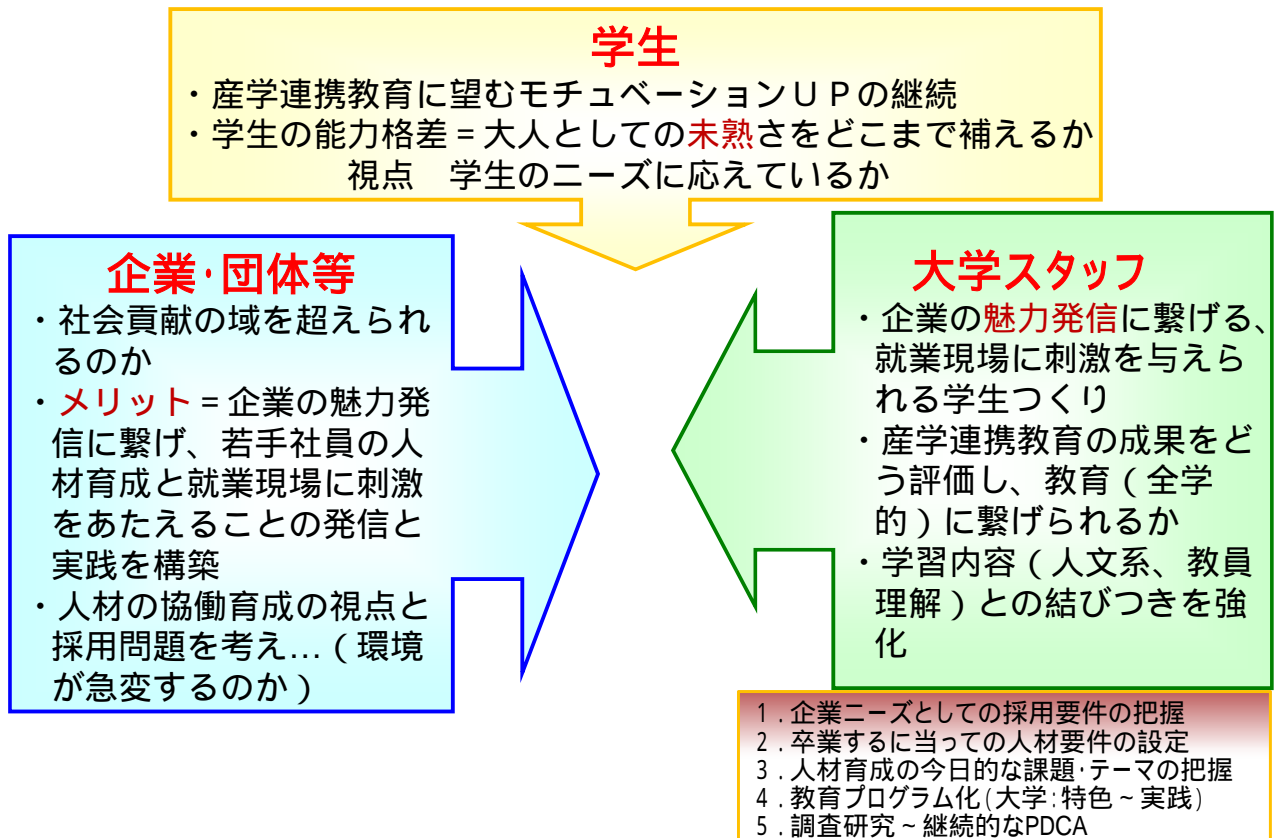 学生
・産学連携教育に望むモチュベーションＵＰの継続
・学生の能力格差＝大人としての未熟さをどこまで補えるか
視点　学生のニーズに応えているか
企業･団体等
・社会貢献の域を超えられ
るのか
・メリット＝企業の魅力発
信に繋げ、若手社員の人
材育成と就業現場に刺激
をあたえることの発信と
実践を構築
・人材の協働育成の視点と
採用問題を考え…（環境
が急変するのか）
大学スタッフ
・企業の魅力発信に繋げる、
就業現場に刺激を与えら
れる学生つくり
・産学連携教育の成果をど
う評価し、教育（全学
的）に繋げられるか
・学習内容（人文系、教員
理解）との結びつきを強
化
１．企業ニーズとしての採用要件の把握
２．卒業するに当っての人材要件の設定
３．人材育成の今日的な課題･テーマの把握
４．教育プログラム化(大学:特色～実践)
５．調査研究～継続的なPDCA